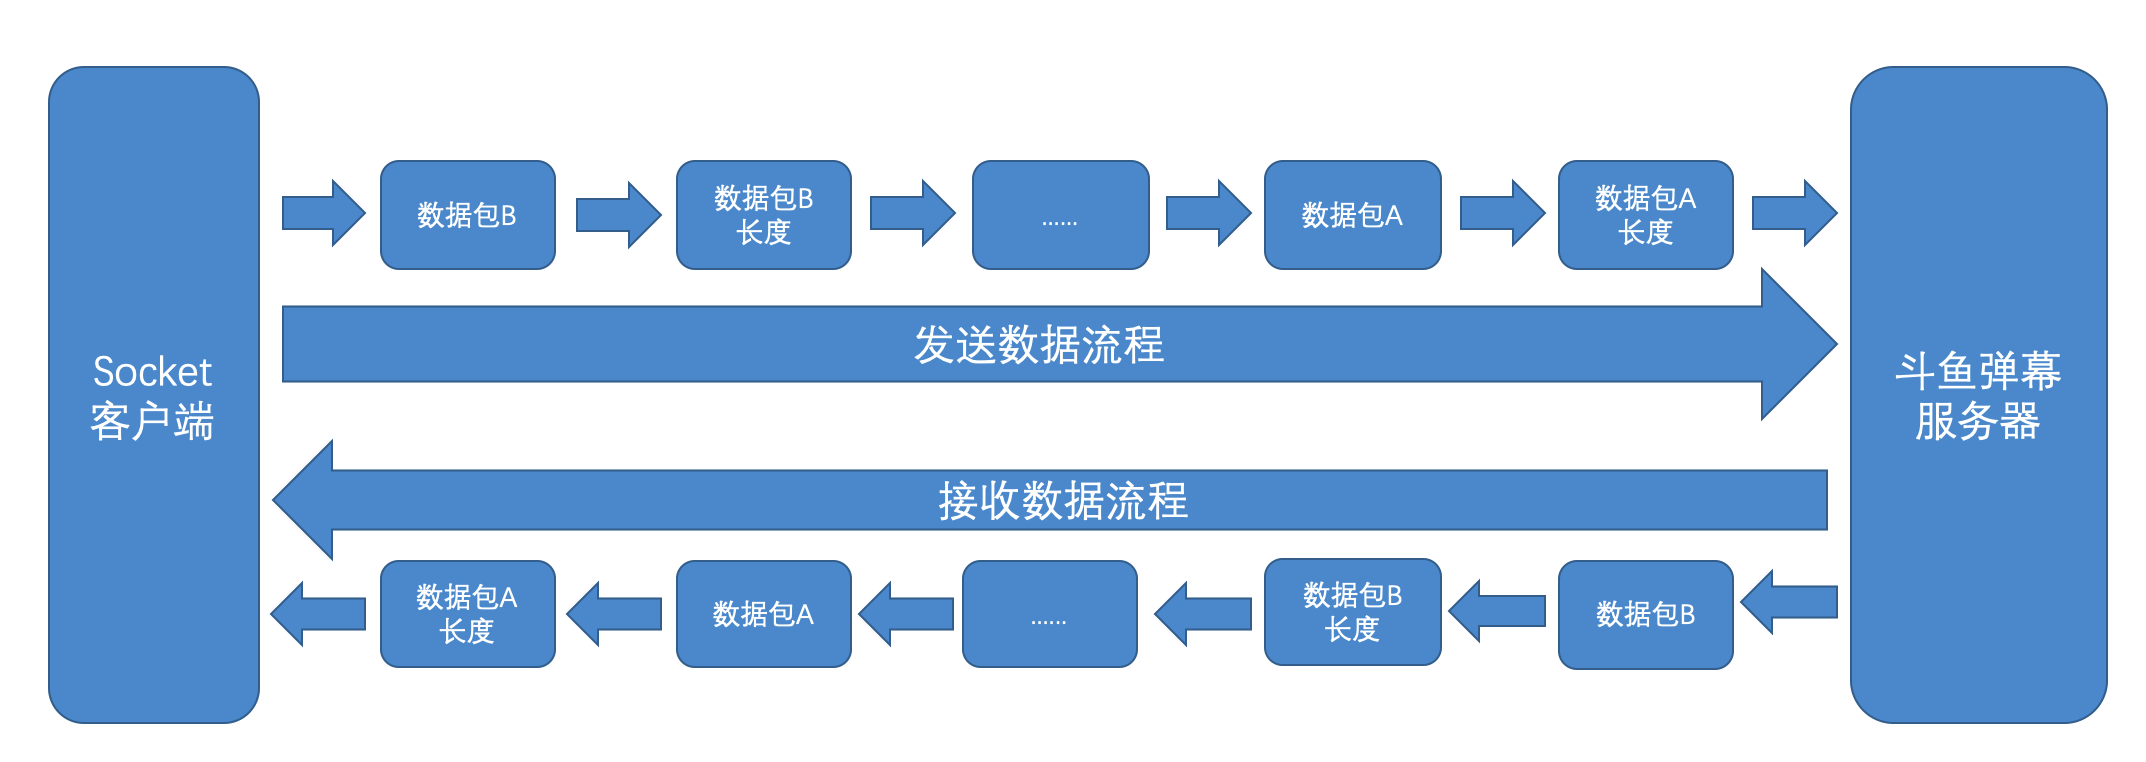 Socket
客户端
数据包B
数据包B
长度
......
数据包A
数据包A
长度
发送数据流程
接收数据流程
数据包A
长度
数据包A
......
数据包B
长度
数据包B
斗鱼弹幕
服务器